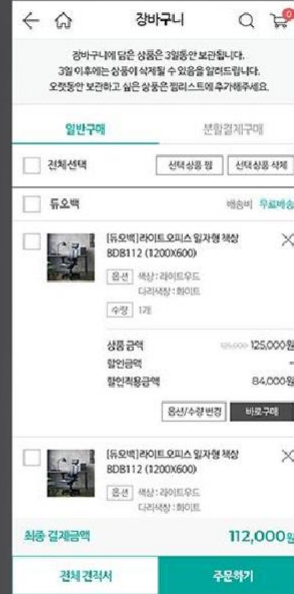 장바구니
장바구니에 담은 상품은 3일동안 보관됩니다.
3일 이후에는 상품이 삭제될 수 있음을 알려드립니다.
오랫동안 보관하고 싶은 상품은 찜리스트에 추가해주세요.
일반구매 분할결제구매
전체선택 선택상품 찜 선택상품 삭제
듀오백 배송비 무료배송
[듀오백]라이트오피스 일자형 책상
BDB112 (1200X600)
옵션 색상 : 라이트우드
다리색상 : 화이트
수량 1개
상품 금액 125,000원
할인금액 -
할인적용금액 84,000원
옵션/수량 변경 바로구매
[듀오백]라이트오피스 일자형 책상
BDB112 (1200X600)
옵션 색상 : 라이트우드
다리색상 : 화이트
최종 결제금액 112,000원
전체 견적서 주문하기